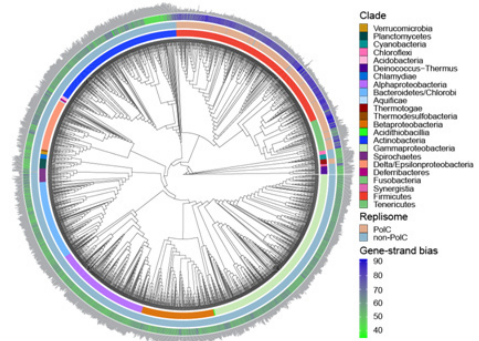 Clade
Verrucomicrobia
Planctomycetes
Cyanobacteria
Chloroflexi
Acidobacteria
Deinococcus-Thermus
Chlamydiae
Alphaproteobacteria
Bacteroidetes/Chlorobi
Aquificae
Thermotogae
Thermodesulfobacteria
Betaproteobacteria
Acidithiobacillia
Actinobacteria
Gammaproteobacteria
Spirochaetes
Delta/Epsilonproteobacteria
Deferribacteres
Fusobacteria
Synergistia
Firmicutes
Tenericutes
Replisome
PolC
non-PolC
Gene-strand bias
90
80
70
60
50
40